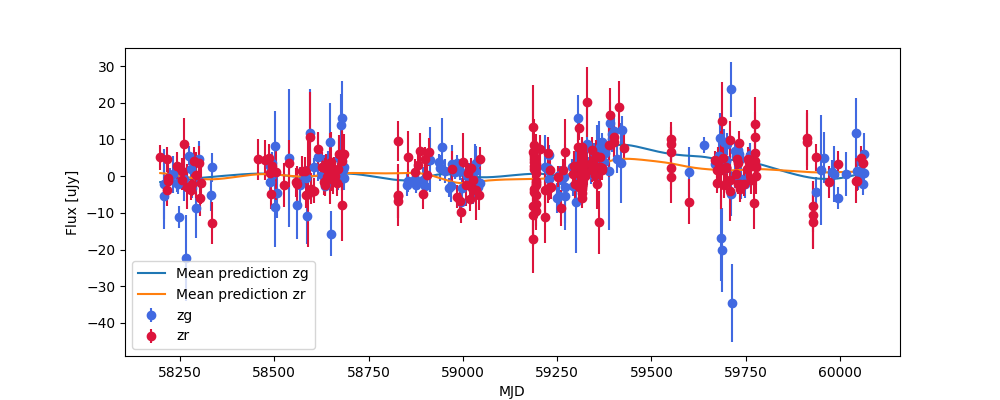 30
20
10
0
−10
−20
−30
−40
Flux [uJy]
Mean prediction zg
Mean prediction zr
zg
zr
58250 58500 58750 59000 59250 59500 59750 60000
MJD